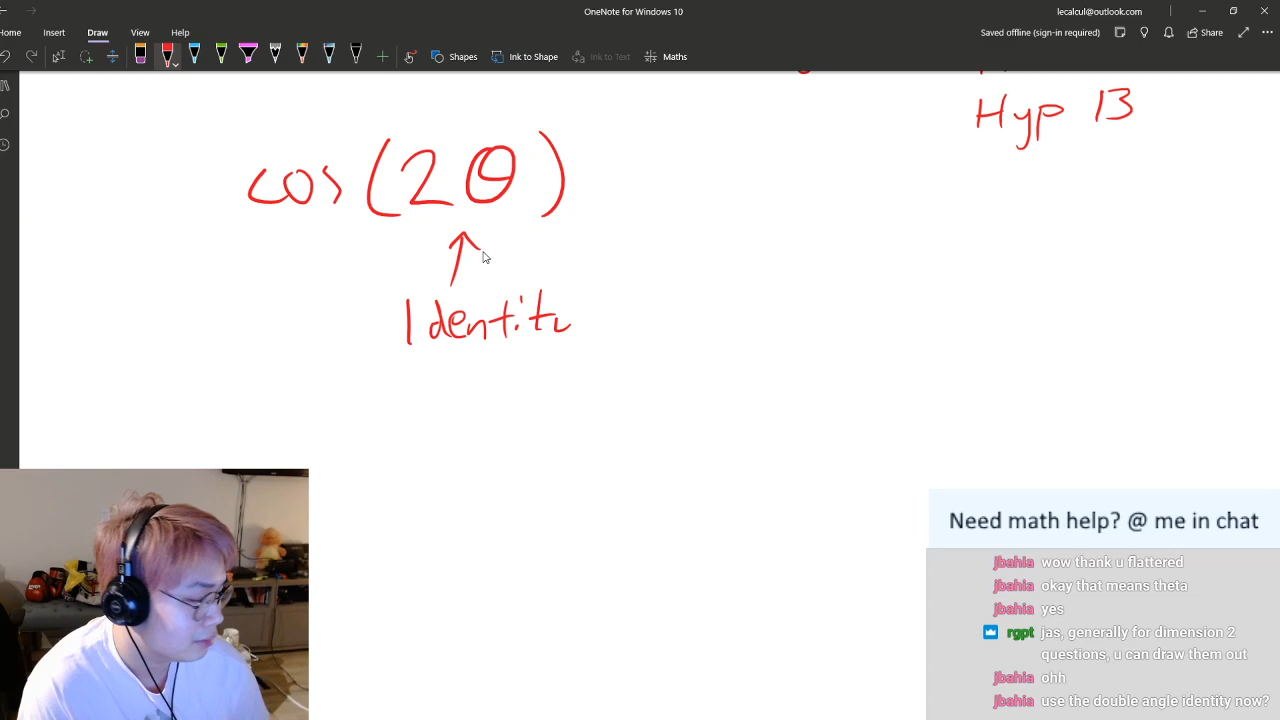 OneNote for Windows 10
lecalcul@outlook.com
Home Insert Draw View Help
Saved offline (sign-in required)
Share
Shapes
Ink to Shape
Ink to Text
Maths
Hyp 13
cos(2θ)
Identity
Need math help? @ me in chat
jbahia wow thank u flattered
jbahia okay that means theta
jbahia yes
rgpt jas, generally for dimension 2
questions, u can draw them out
jbahia ohh
jbahia use the double angle identity now?